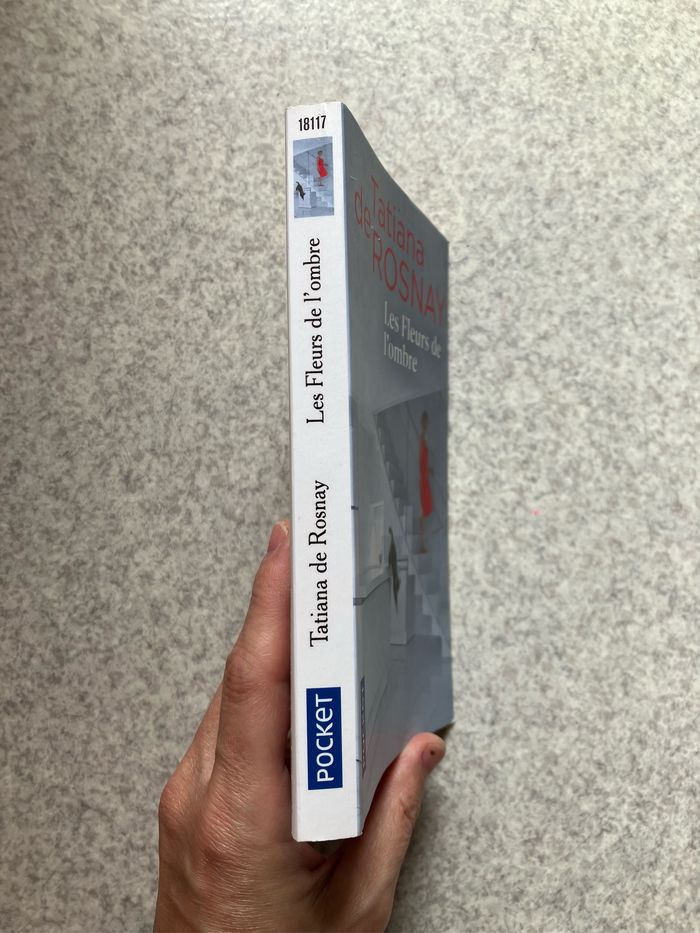 18117
Les Fleurs de l'ombre
Tatiana de Rosnay
POCKET
Tatiana
de ROSNAY
Les Fleurs de
l'ombre